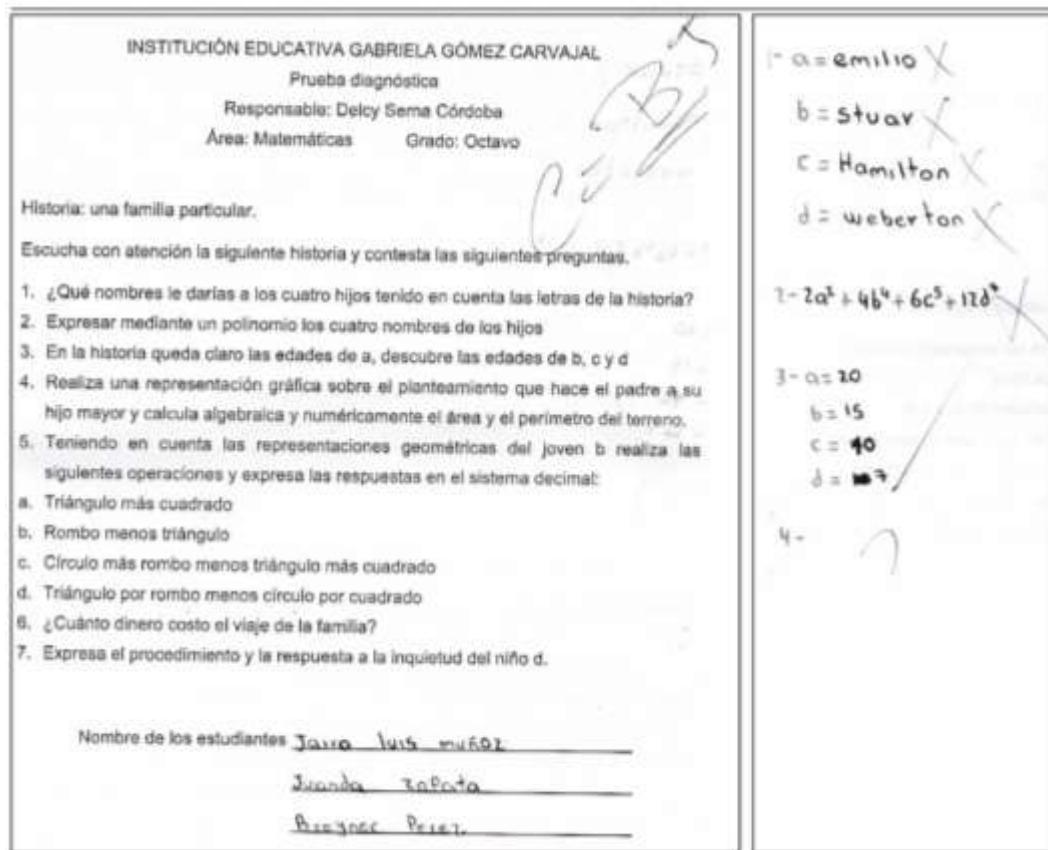 INSTITUCIÓN EDUCATIVA GABRIELA GÓMEZ CARVAJAL
Prueba diagnóstica
Responsable: Delcy Serna Córdoba
Área: Matemáticas Grado: Octavo
Historia: una familia particular.
Escucha con atención la siguiente historia y contesta las siguientes preguntas.
1. ¿Qué nombres le darías a los cuatro hijos tenido en cuenta las letras de la historia?
2. Expresar mediante un polinomio los cuatro nombres de los hijos
3. En la historia queda claro las edades de a, descubre las edades de b, c y d
4. Realiza una representación gráfica sobre el planteamiento que hace el padre a su
hijo mayor y calcula algebraica y numéricamente el área y el perímetro del terreno.
5. Teniendo en cuenta las representaciones geométricas del joven b realiza las
siguientes operaciones y expresa las respuestas en el sistema decimal:
a. Triángulo más cuadrado
b. Rombo menos triángulo
c. Círculo más rombo menos triángulo más cuadrado
d. Triángulo por rombo menos círculo por cuadrado
6. ¿Cuánto dinero costo el viaje de la familia?
7. Expresa el procedimiento y la respuesta a la inquietud del niño d.
Nombre de los estudiantes luis muñoz
Zapata
Perez
1- a = emilio
b = stuar
c = Hamilton
d = weberton
2- 2a³ + 4b⁴ + 6c⁵ + 12d
3- a = 20
b = 15
c = 10
d = 7
4- ?